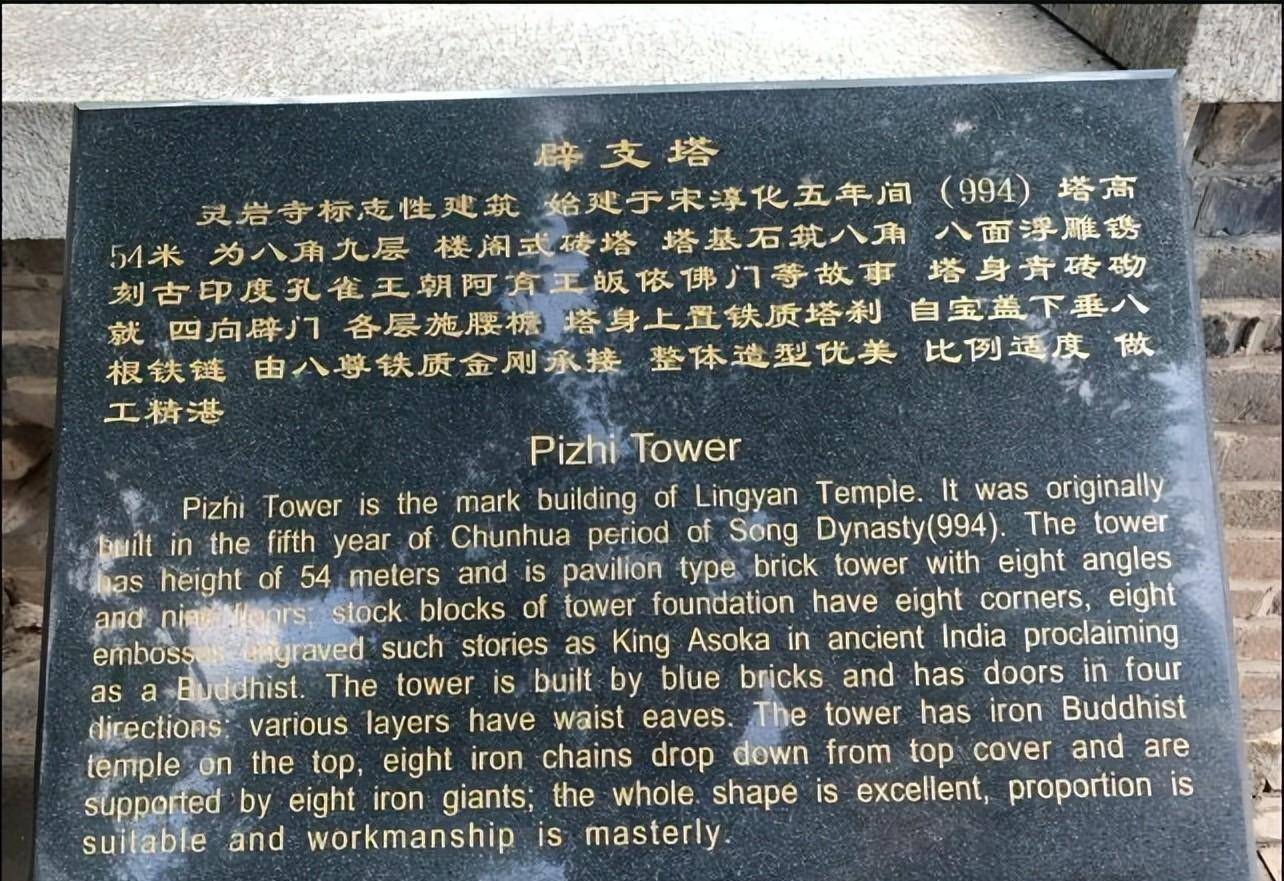 辟支塔
灵岩寺标志性建筑 始建于宋淳化五年间 (994) 塔高
54米 为八角九层 楼阁式砖塔 塔基石筑八角 八面浮雕镌
刻古印度孔雀王朝阿育王皈依佛门等故事 塔身青砖砌
就 四向辟门 各层施腰檐 塔身上置铁质塔刹 自宝盖下垂八
根铁链 由八尊铁质金刚承接 整体造型优美 比例适度 做
工精湛
Pizhi Tower
Pizhi Tower is the mark building of Lingyan Temple. It was originally
built in the fifth year of Chunhua period of Song Dynasty(994). The tower
has height of 54 meters and is pavilion type brick tower with eight angles
and nine floors; stock blocks of tower foundation have eight corners, eight
embosses engraved such stories as King Asoka in ancient India proclaiming
as a Buddhist. The tower is built by blue bricks and has doors in four
directions; various layers have waist eaves. The tower has iron Buddhist
temple on the top, eight iron chains drop down from top cover and are
supported by eight iron giants; the whole shape is excellent, proportion is
suitable and workmanship is masterly.